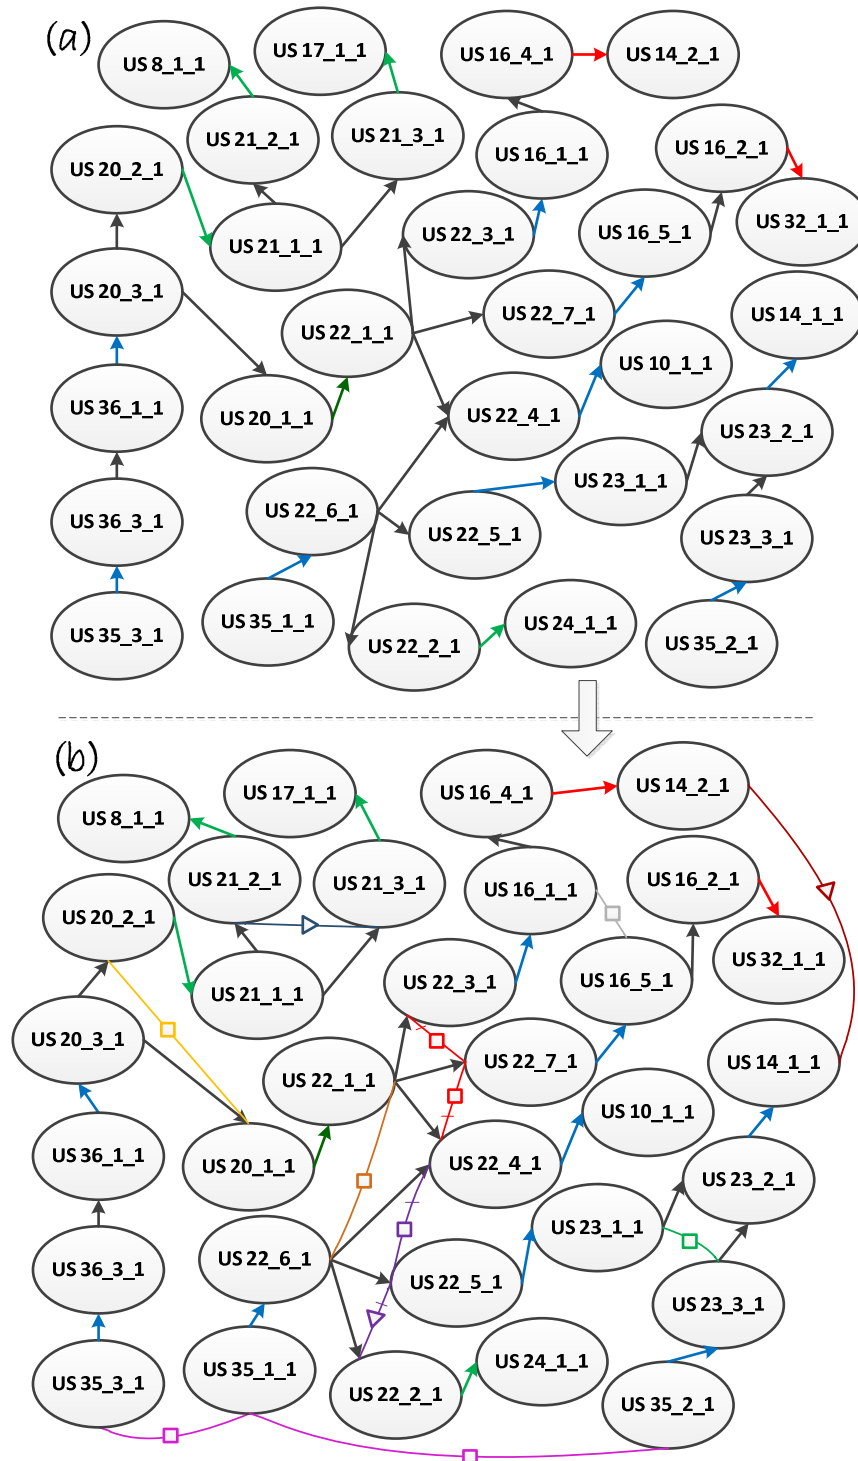 (a)
US 8_1_1
US 17_1_1
US 16_4_1
US 14_2_1
US 21_2_1
US 21_3_1
US 16_1_1
US 16_2_1
US 20_2_1
US 21_1_1
US 22_3_1
US 16_5_1
US 32_1_1
US 20_3_1
US 22_1_1
US 22_7_1
US 14_1_1
US 10_1_1
US 36_1_1
US 20_1_1
US 22_4_1
US 23_2_1
US 23_1_1
US 36_3_1
US 22_6_1
US 22_5_1
US 23_3_1
US 35_3_1
US 35_1_1
US 22_2_1
US 24_1_1
US 35_2_1
(b)
US 8_1_1
US 17_1_1
US 16_4_1
US 14_2_1
US 21_2_1
US 21_3_1
US 16_1_1
US 16_2_1
US 20_2_1
US 21_1_1
US 22_3_1
US 16_5_1
US 32_1_1
US 20_3_1
US 22_1_1
US 22_7_1
US 14_1_1
US 10_1_1
US 36_1_1
US 20_1_1
US 22_4_1
US 23_2_1
US 23_1_1
US 36_3_1
US 22_6_1
US 22_5_1
US 23_3_1
US 35_3_1
US 35_1_1
US 22_2_1
US 24_1_1
US 35_2_1